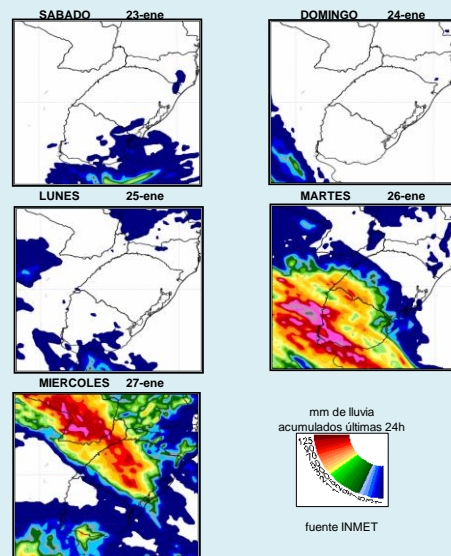 SABADO 23-ene
DOMINGO 24-ene
LUNES 25-ene
MARTES 26-ene
MIERCOLES 27-ene
mm de lluvia
acumulados últimas 24h
125
fuente INMET